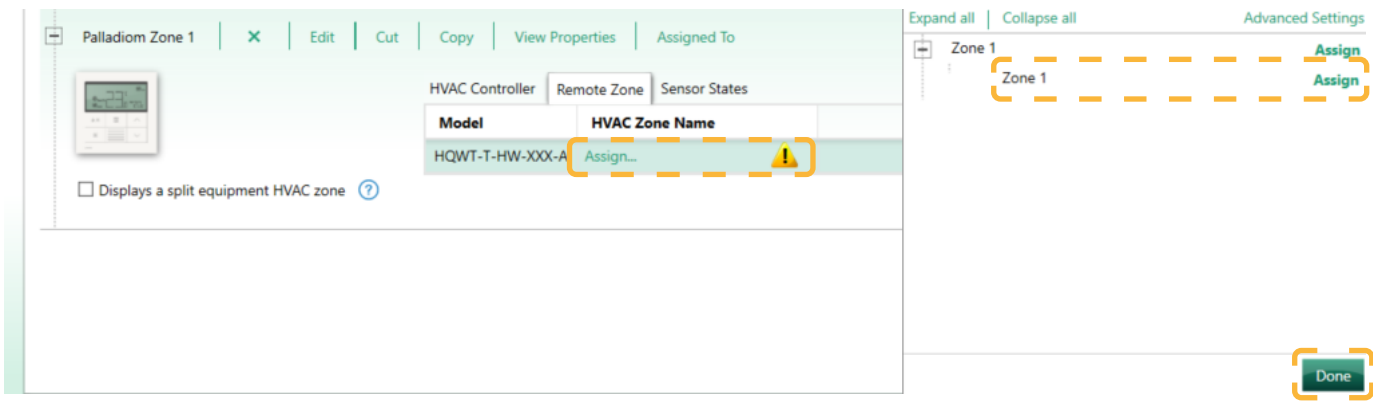 Palladiom Zone 1 × Edit Cut Copy View Properties Assigned To
HVAC Controller Remote Zone Sensor States
Model HVAC Zone Name
HQWT-T-HW-XXX-A Assign...
Displays a split equipment HVAC zone ?
Expand all Collapse all Advanced Settings
Zone 1 Assign
Zone 1 Assign
Done